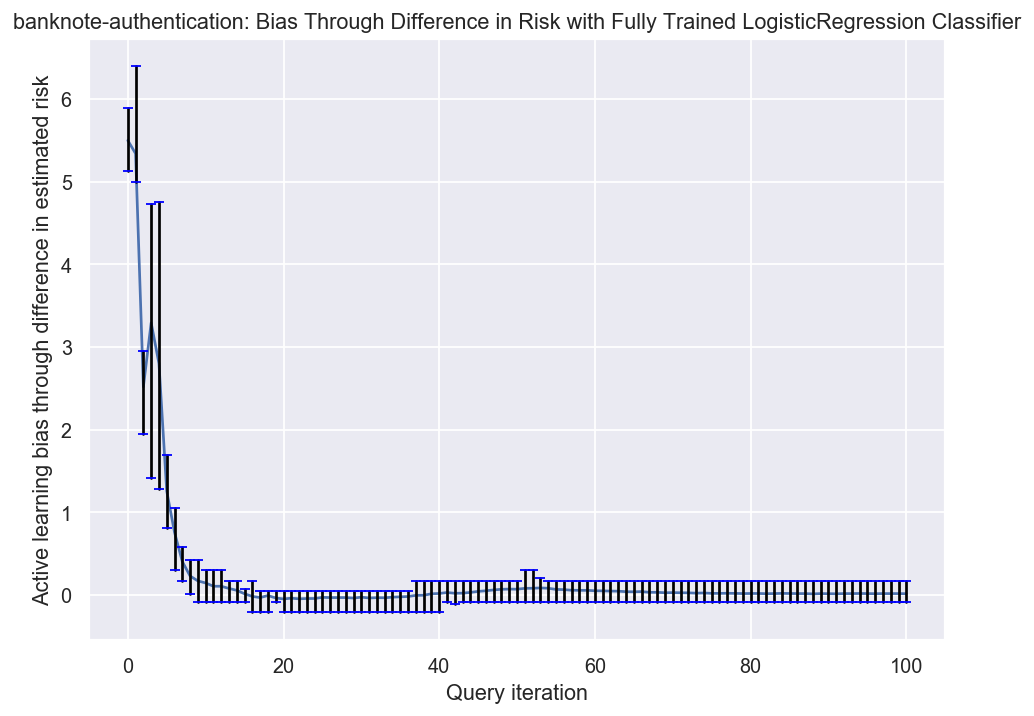 banknote-authentication: Bias Through Difference in Risk with Fully Trained LogisticRegression Classifier
Active learning bias through difference in estimated risk
6
5
4
3
2
1
0
0 20 40 60 80 100
Query iteration